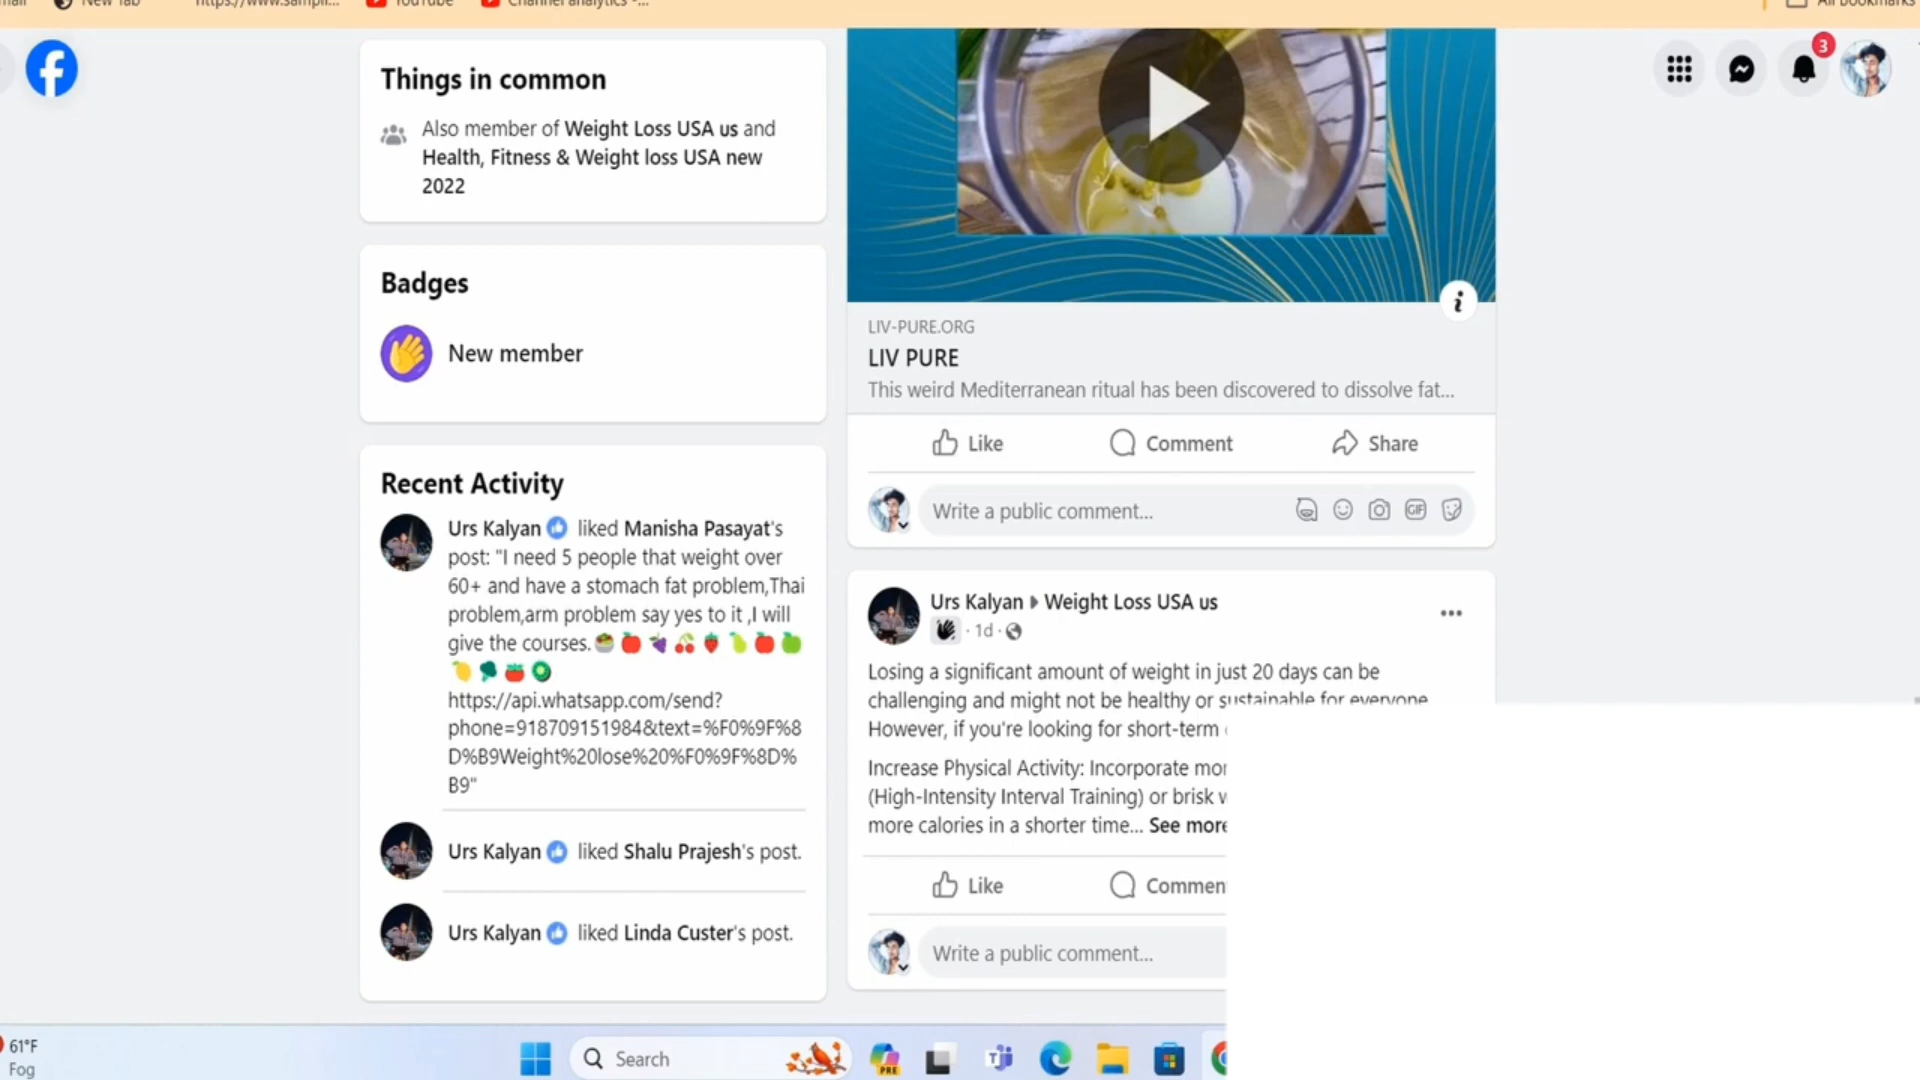 New Tab
https://www.sampli...
YouTube
Channel analytics -...
All Bookmarks
3
Things in common
Also member of Weight Loss USA us and
Health, Fitness & Weight loss USA new
2022
Badges
New member
Recent Activity
Urs Kalyan liked Manisha Pasayat's
post: "I need 5 people that weight over
60+ and have a stomach fat problem,Thai
problem,arm problem say yes to it ,I will
give the courses.🥗🍎🍇🍒🍓🍐🍎🍏
🍋🥦🍅🥝
https://api.whatsapp.com/send?
phone=918709151984&text=%F0%9F%8
D%B9Weight%20lose%20%F0%9F%8D%
B9"
Urs Kalyan liked Shalu Prajesh's post.
Urs Kalyan liked Linda Custer's post.
LIV-PURE.ORG
LIV PURE
This weird Mediterranean ritual has been discovered to dissolve fat...
Like Comment Share
Write a public comment...
GIF
Urs Kalyan ▸ Weight Loss USA us
· 1d ·
Losing a significant amount of weight in just 20 days can be
challenging and might not be healthy or sustainable for everyone
However, if you're looking for short-term
Increase Physical Activity: Incorporate
(High-Intensity Interval Training) or brisk
more calories in a shorter time... See more
Like Comment
Write a public comment...
61°F
Fog
Search
PRE